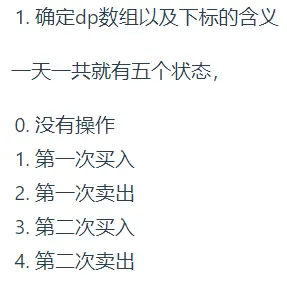 1. 确定dp数组以及下标的含义
一天一共就有五个状态，
0. 没有操作
1. 第一次买入
2. 第一次卖出
3. 第二次买入
4. 第二次卖出